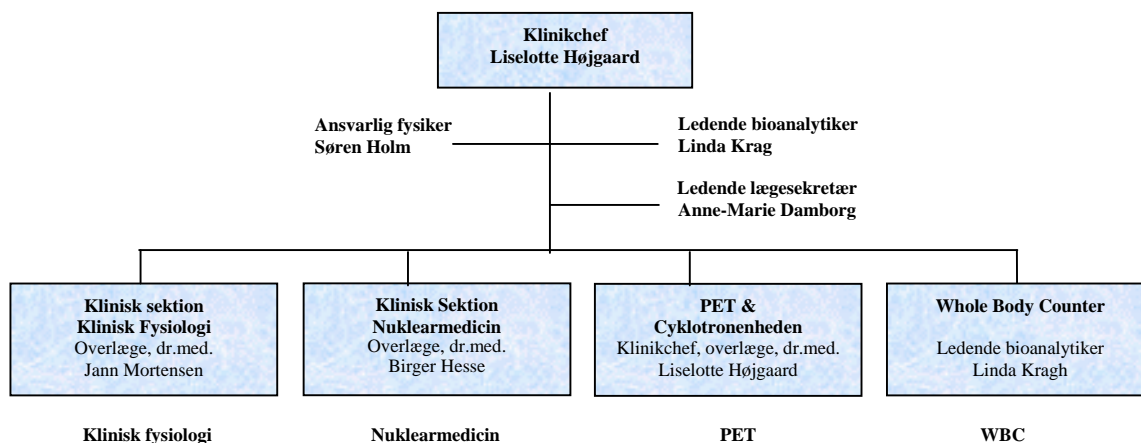 Klinikchef
Liselotte Højgaard
Ansvarlig fysiker
Søren Holm
Ledende bioanalytiker
Linda Krag
Ledende lægesekretær
Anne-Marie Damborg
Klinisk sektion
Klinisk Fysiologi
Overlæge, dr.med.
Jann Mortensen
Klinisk Sektion
Nuklearmedicin
Overlæge, dr.med.
Birger Hesse
PET &
Cyklotronenheden
Klinikchef, overlæge, dr.med.
Liselotte Højgaard
Whole Body Counter
Ledende bioanalytiker
Linda Kragh
Klinisk fysiologi
Nuklearmedicin
PET
WBC